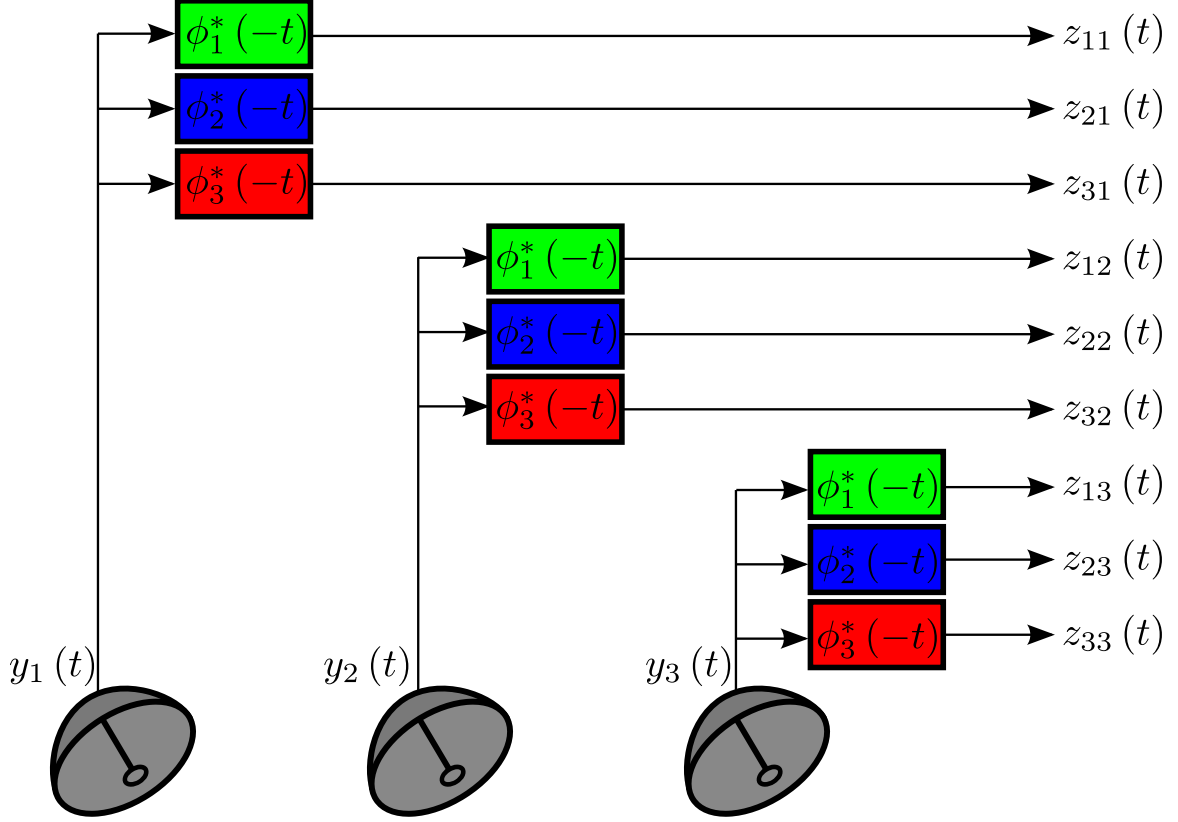 ϕ₁*(−t) z₁₁(t)
ϕ₂*(−t) z₂₁(t)
ϕ₃*(−t) z₃₁(t)
ϕ₁*(−t) z₁₂(t)
ϕ₂*(−t) z₂₂(t)
ϕ₃*(−t) z₃₂(t)
ϕ₁*(−t) z₁₃(t)
ϕ₂*(−t) z₂₃(t)
ϕ₃*(−t) z₃₃(t)
y₁(t) y₂(t) y₃(t)